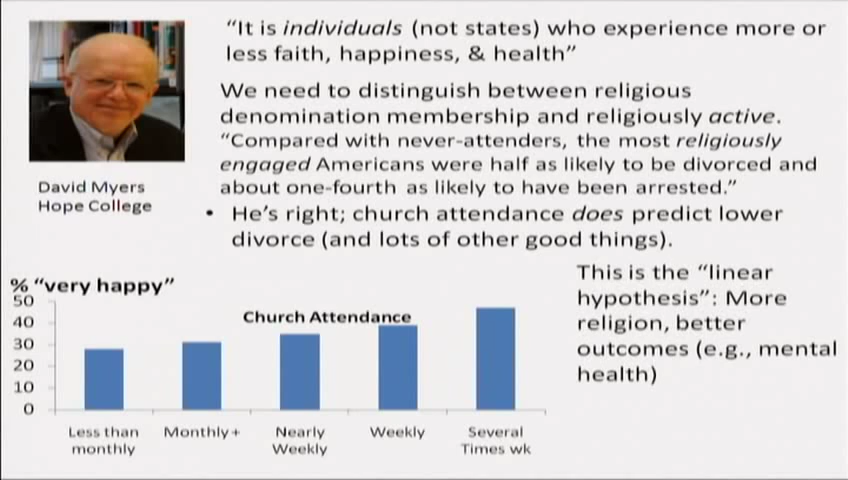 "It is individuals (not states) who experience more or
less faith, happiness, & health"
We need to distinguish between religious
denomination membership and religiously active.
"Compared with never-attenders, the most religiously
engaged Americans were half as likely to be divorced and
about one-fourth as likely to have been arrested."
David Myers
Hope College
• He's right; church attendance does predict lower
divorce (and lots of other good things).
% "very happy"
Church Attendance
50
40
30
20
10
0
Less than
monthly
Monthly+
Nearly
Weekly
Weekly
Several
Times wk
This is the "linear
hypothesis": More
religion, better
outcomes (e.g., mental
health)